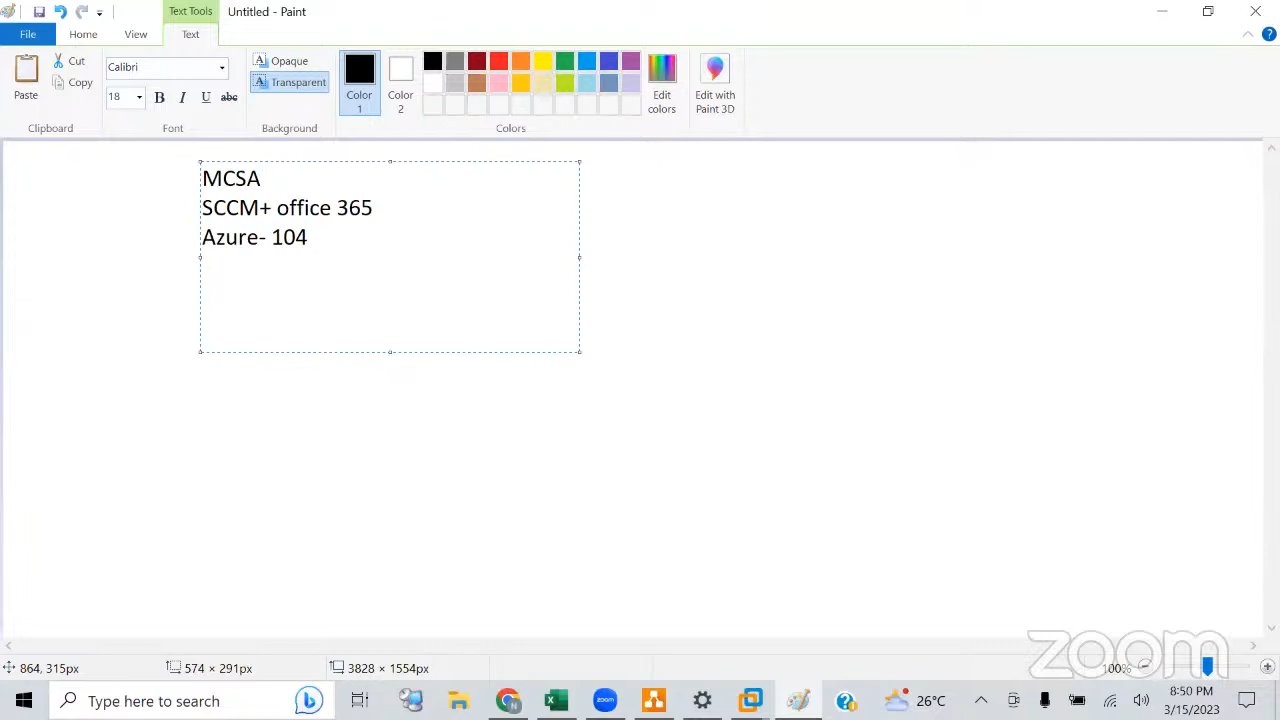 Text Tools
Untitled - Paint
File
Home
View
Text
Paste
Cut
Copy
Clipboard
Calibri
18
B I U abc
Font
Opaque
Transparent
Background
Color 1
Color 2
Edit colors
Colors
Edit with Paint 3D
MCSA
SCCM+ office 365
Azure- 104
zoom
864, 315px
574 × 291px
3828 × 1554px
100%
Type here to search
zoom
26°C
8:50 PM
3/15/2023